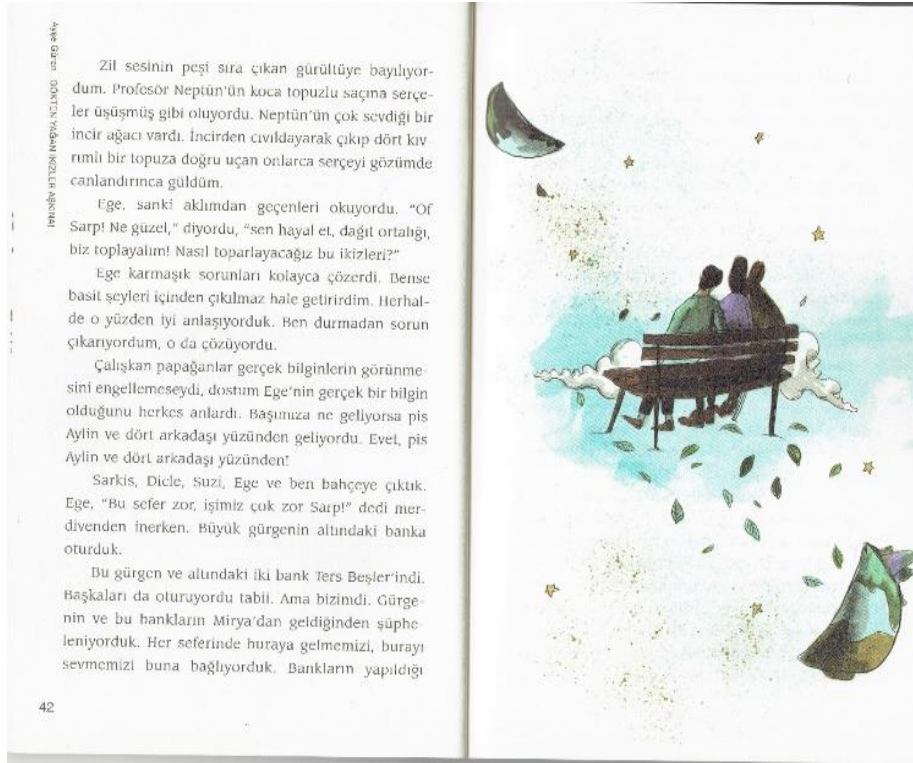 Ayşe Güren GÖKTEN YAĞAN İKİZLER AŞKINA!
Zil sesinin peşi sıra çıkan gürültüye bayılıyor-
dum. Profesör Neptün'ün koca topuzlu saçına serçe-
ler üşüşmüş gibi oluyordu. Neptün'ün çok sevdiği bir
incir ağacı vardı. İncirden cıvıldayarak çıkıp dört kıv-
rımlı bir topuza doğru uçan onlarca serçeyi gözümde
canlandırınca güldüm.
Ege, sanki aklımdan geçenleri okuyordu. "Of
Sarp! Ne güzel," diyordu, "sen hayal et, dağıt ortalığı,
biz toplayalım! Nasıl toparlayacağız bu ikizleri?"
Ege karmaşık sorunları kolayca çözerdi. Bense
basit şeyleri içinden çıkılmaz hale getirirdim. Herhal-
de o yüzden iyi anlaşıyorduk. Ben durmadan sorun
çıkarıyordum, o da çözüyordu.
Çalışkan papağanlar gerçek bilginlerin görünme-
sini engellemeseydi, dostum Ege'nin gerçek bir bilgin
olduğunu herkes anlardı. Başımıza ne geliyorsa pis
Aylin ve dört arkadaşı yüzünden geliyordu. Evet, pis
Aylin ve dört arkadaşı yüzünden!
Sarkis, Dicle, Suzi, Ege ve ben bahçeye çıktık.
Ege, "Bu sefer zor, işimiz çok zor Sarp!" dedi mer-
divenden inerken. Büyük gürgenin altındaki banka
oturduk.
Bu gürgen ve altındaki iki bank Ters Beşler'indi.
Başkaları da oturuyordu tabii. Ama bizimdi. Gürge-
nin ve bu bankların Mirya'dan geldiğinden şüphe-
leniyorduk. Her seferinde buraya gelmemizi, burayı
sevmemizi buna bağlıyorduk. Bankların yapıldığı
42